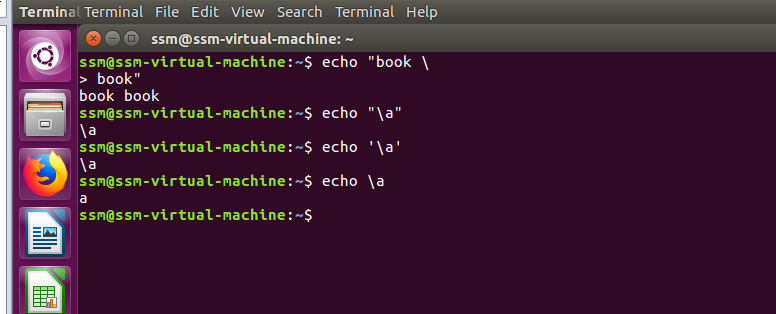 Terminal Terminal File Edit View Search Terminal Help
ssm@ssm-virtual-machine: ~
ssm@ssm-virtual-machine:~$ echo "book \
> book"
book book
ssm@ssm-virtual-machine:~$ echo "\a"
\a
ssm@ssm-virtual-machine:~$ echo '\a'
\a
ssm@ssm-virtual-machine:~$ echo \a
a
ssm@ssm-virtual-machine:~$